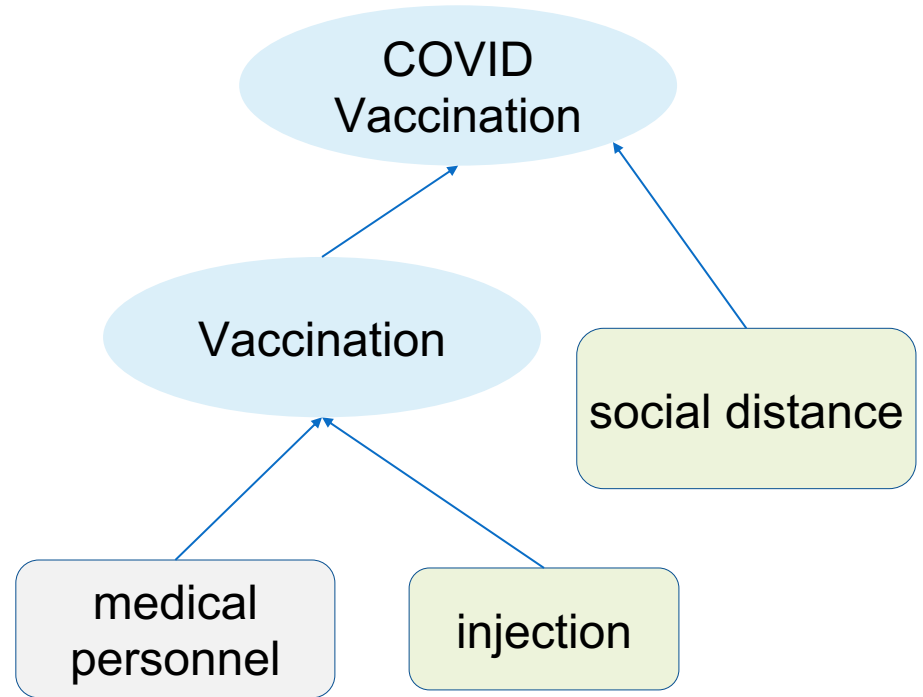 COVID
Vaccination
Vaccination
social distance
medical
personnel
injection